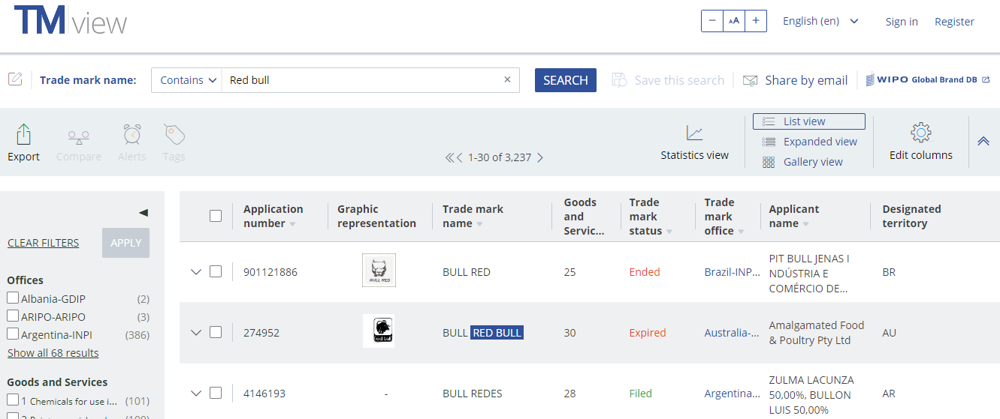 TM view
− AA + English (en) Sign in Register
Trade mark name: Contains Red bull × SEARCH Save this search Share by email WIPO Global Brand DB
Export Compare Alerts Tags
1-30 of 3,237
Statistics view
List view
Expanded view
Gallery view
Edit columns
CLEAR FILTERS APPLY
Offices
Albania-GDIP (2)
ARIPO-ARIPO (3)
Argentina-INPI (386)
Show all 68 results
Goods and Services
1 Chemicals for use i... (101)
Application number
Graphic representation
Trade mark name
Goods and Servic...
Trade mark status
Trade mark office
Applicant name
Designated territory
901121886 BULL RED BULL RED 25 Ended Brazil-INP... PIT BULL JENAS I
NDÚSTRIA E
COMÉRCIO DE... BR
274952 red bull BULL RED BULL 30 Expired Australia-... Amalgamated Food
& Poultry Pty Ltd AU
4146193 - BULL REDES 28 Filed Argentina... ZULMA LACUNZA
50,00%, BULLON
LUIS 50,00% AR